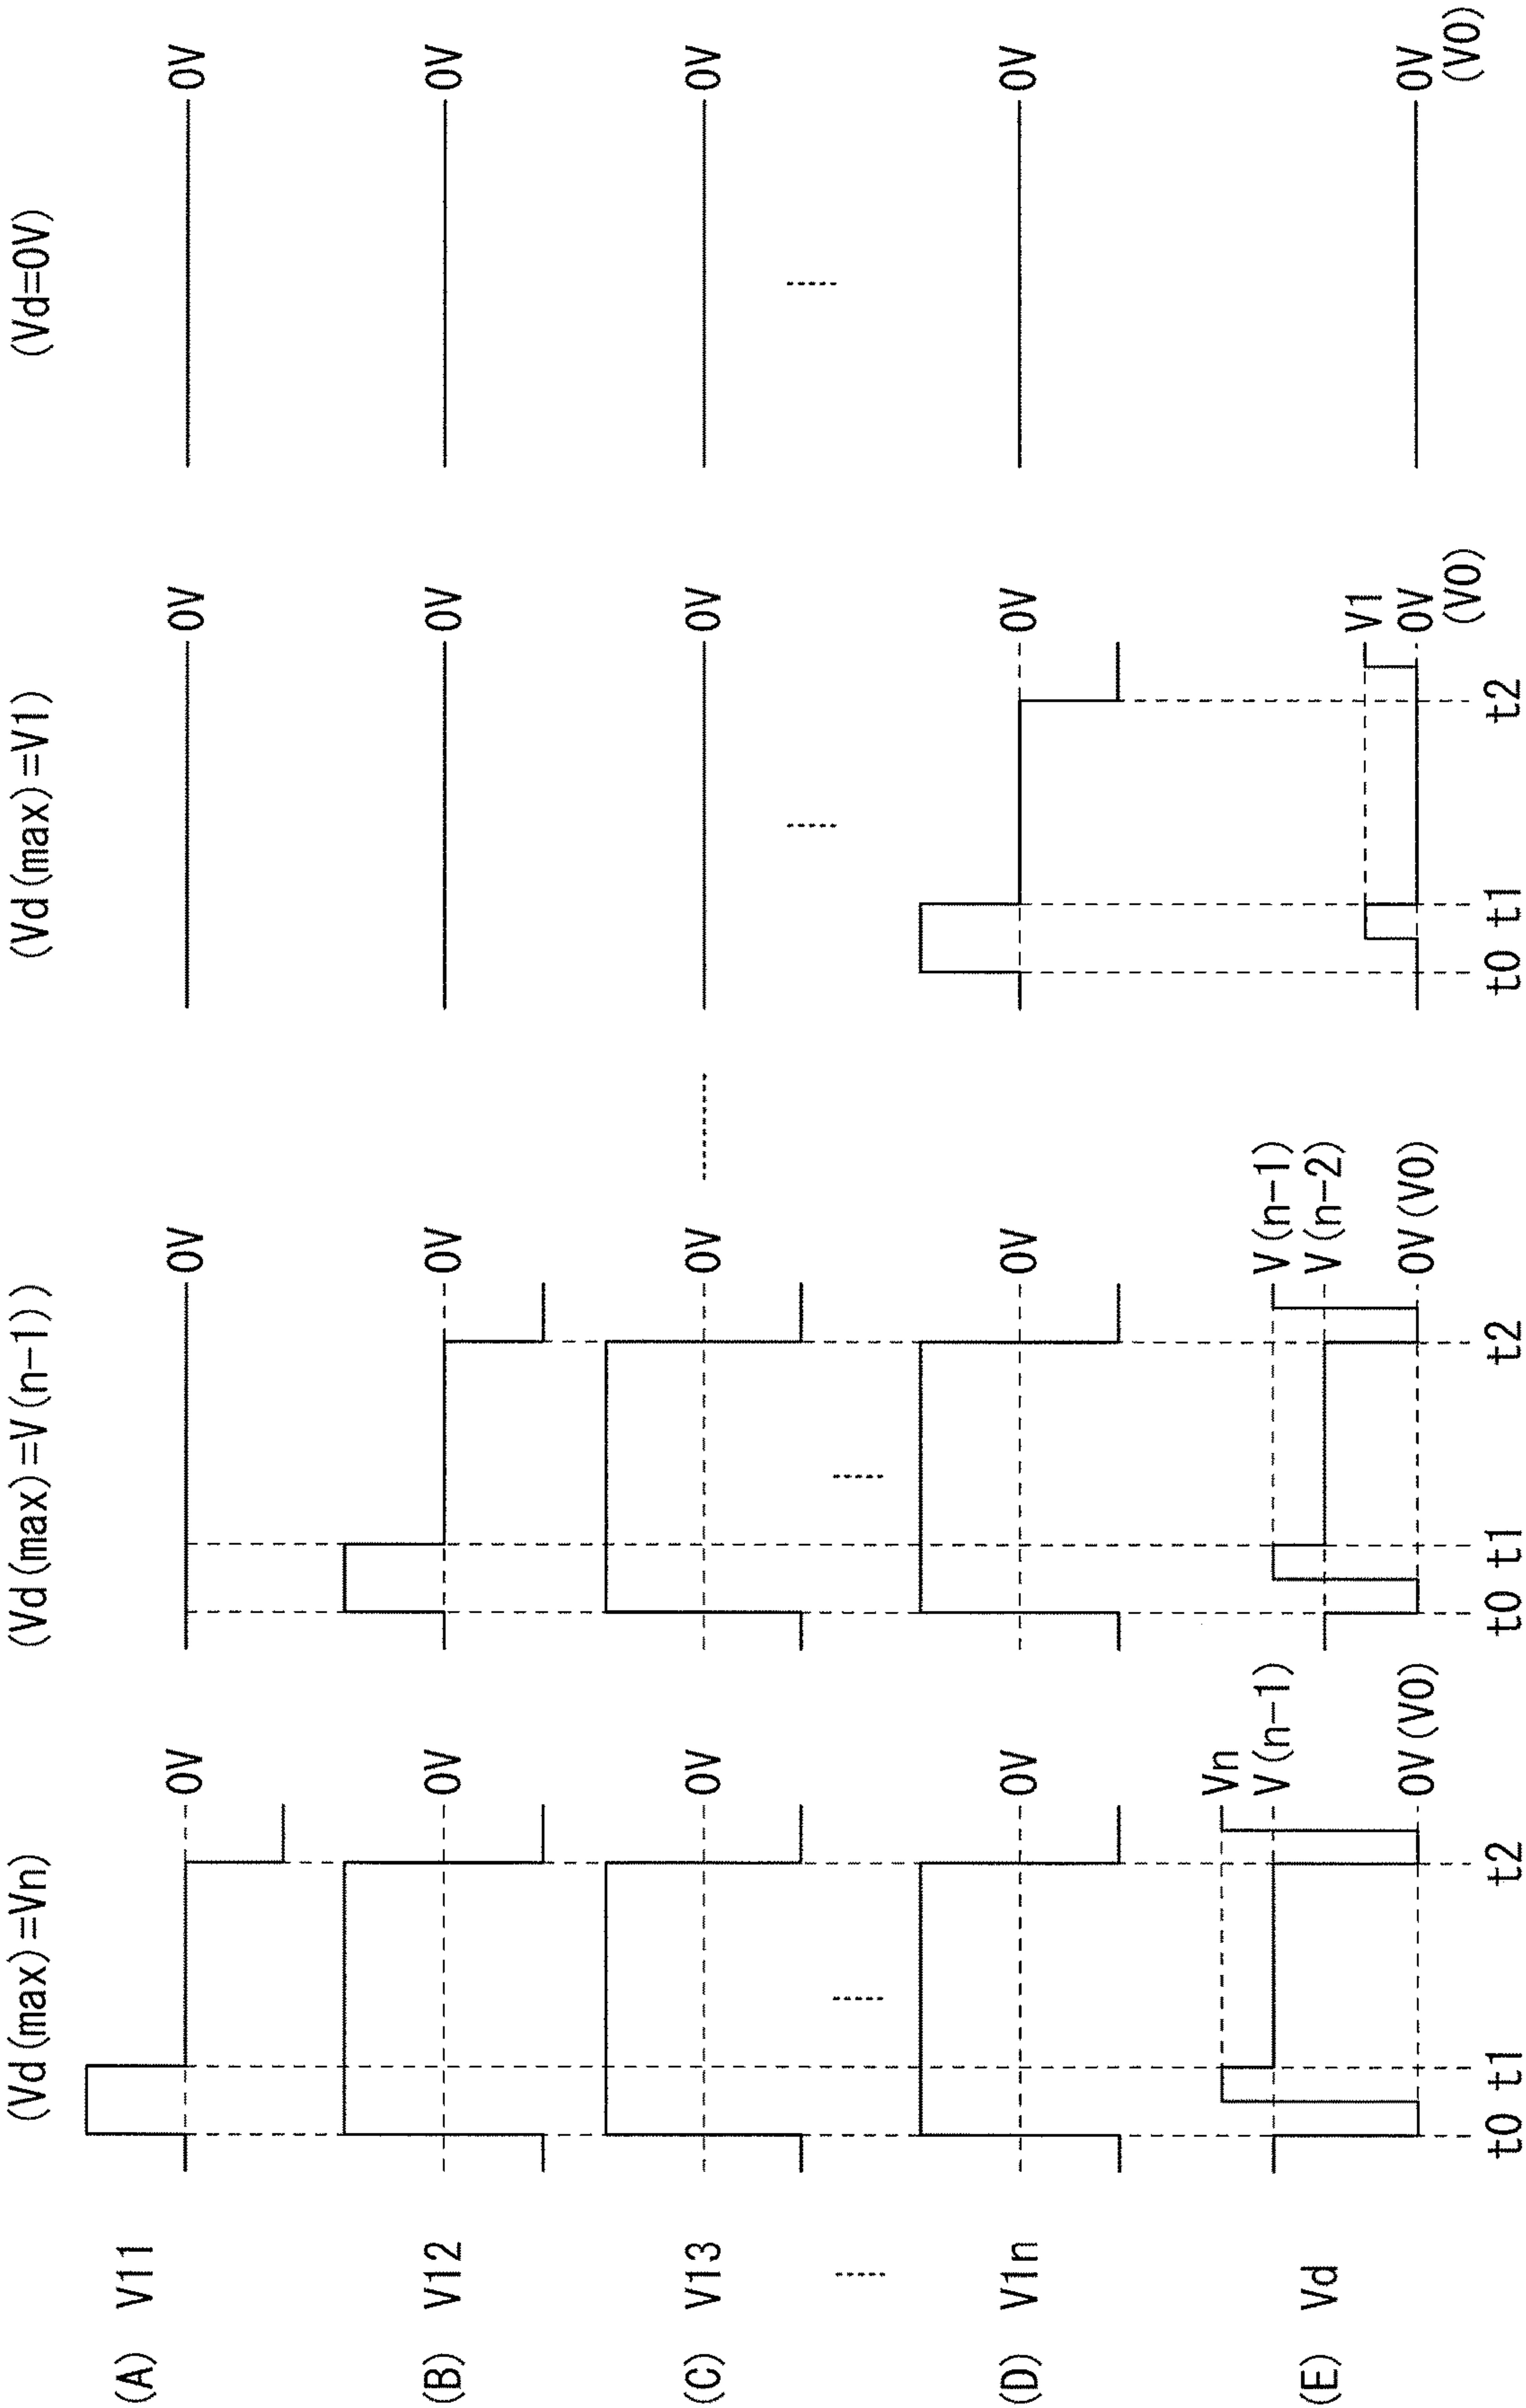 (Vd(max)=Vn) (Vd(max)=V(n-1)) (Vd(max)=V1) (Vd=0V)
(A) V11 0V 0V 0V 0V
(B) V12 0V 0V 0V 0V
(C) V13 0V 0V 0V 0V
(D) V1n 0V 0V 0V 0V
Vn
V(n-1) V(n-1)
(E) Vd V(n-2) V1
0V(V0) 0V(V0) 0V 0V
(V0) (V0)
t0 t1 t2 t0 t1 t2 t0 t1 t2